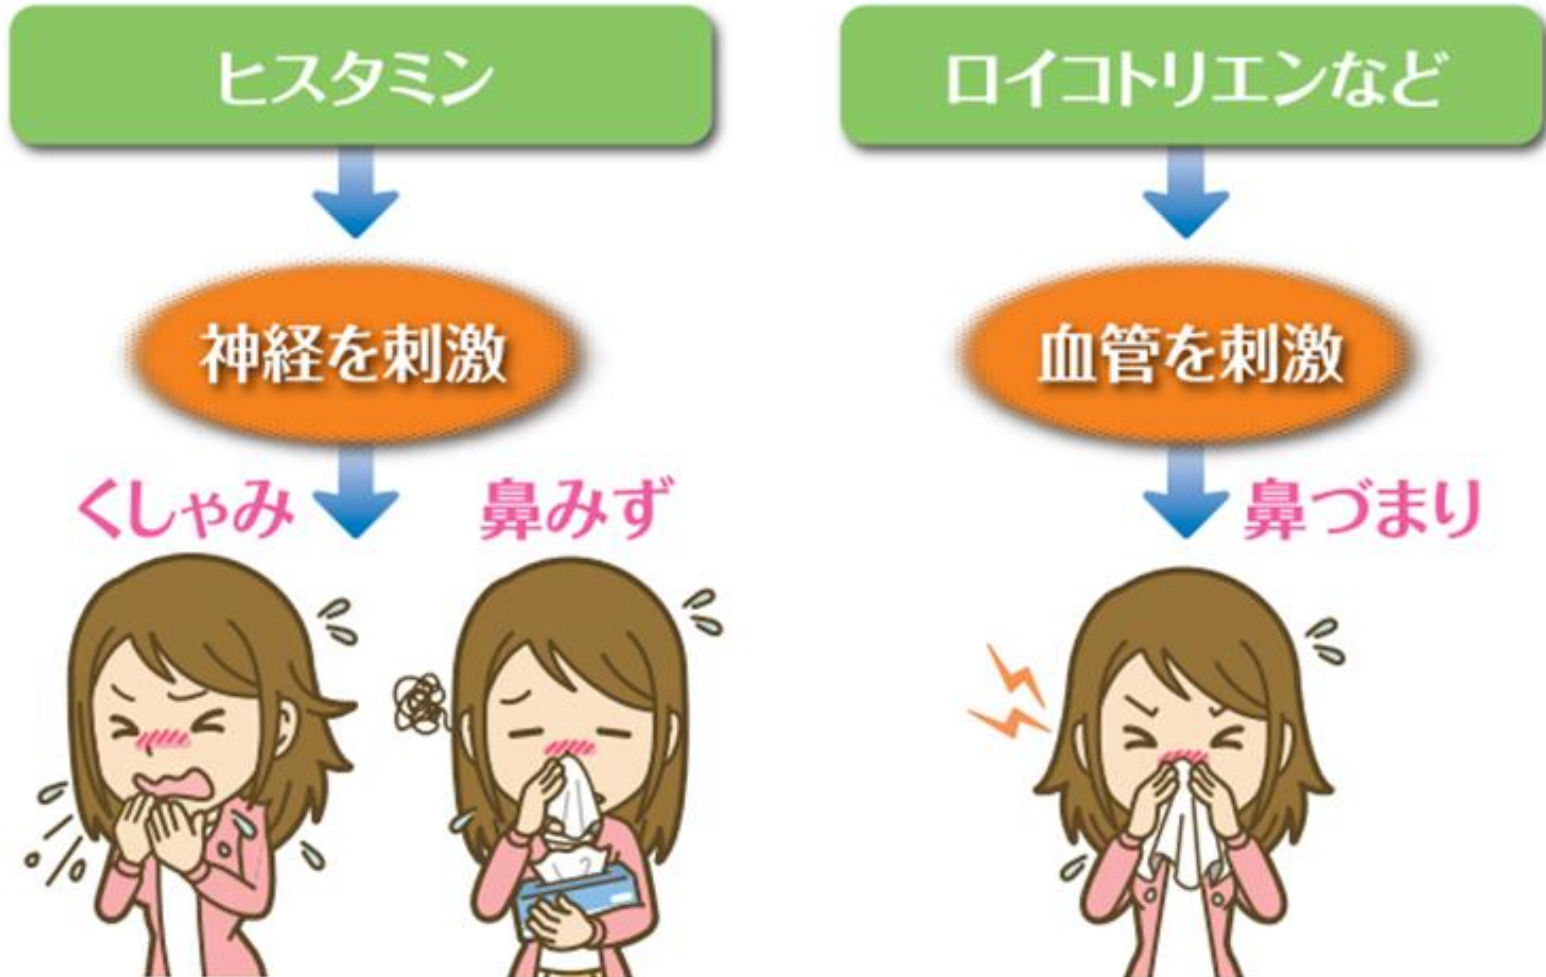 ヒスタミン
神経を刺激
くしゃみ
鼻みず
ロイコトリエンなど
血管を刺激
鼻づまり